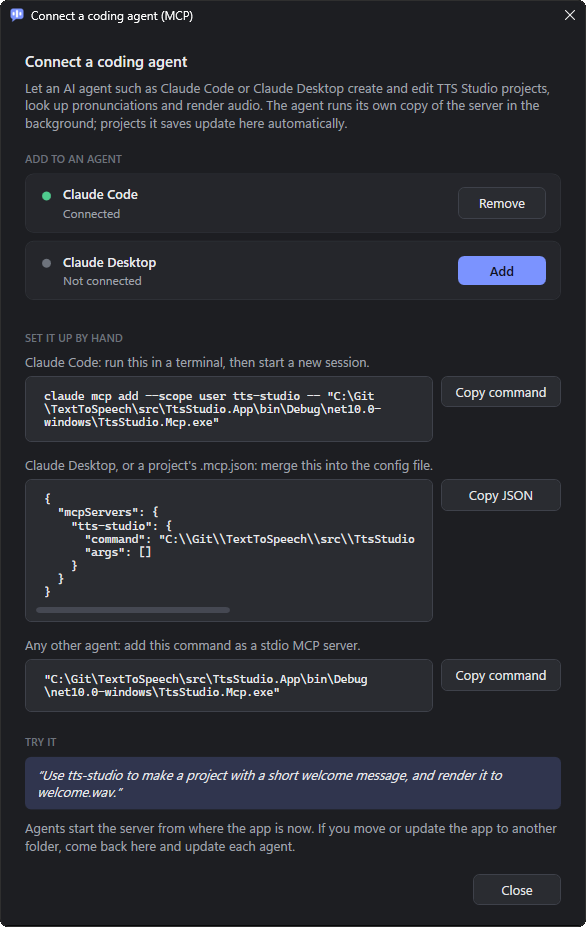 Connect a coding agent (MCP)
Connect a coding agent
Let an AI agent such as Claude Code or Claude Desktop create and edit TTS Studio projects,
look up pronunciations and render audio. The agent runs its own copy of the server in the
background; projects it saves update here automatically.
ADD TO AN AGENT
Claude Code
Connected
Remove
Claude Desktop
Not connected
Add
SET IT UP BY HAND
Claude Code: run this in a terminal, then start a new session.
claude mcp add --scope user tts-studio -- "C:\Git
\TextToSpeech\src\TtsStudio.App\bin\Debug\net10.0-
windows\TtsStudio.Mcp.exe"
Copy command
Claude Desktop, or a project's .mcp.json: merge this into the config file.
{
  "mcpServers": {
    "tts-studio": {
      "command": "C:\\Git\\TextToSpeech\\src\\TtsStudio
      "args": []
    }
  }
}
Copy JSON
Any other agent: add this command as a stdio MCP server.
"C:\Git\TextToSpeech\src\TtsStudio.App\bin\Debug
\net10.0-windows\TtsStudio.Mcp.exe"
Copy command
TRY IT
“Use tts-studio to make a project with a short welcome message, and render it to
welcome.wav.”
Agents start the server from where the app is now. If you move or update the app to another
folder, come back here and update each agent.
Close